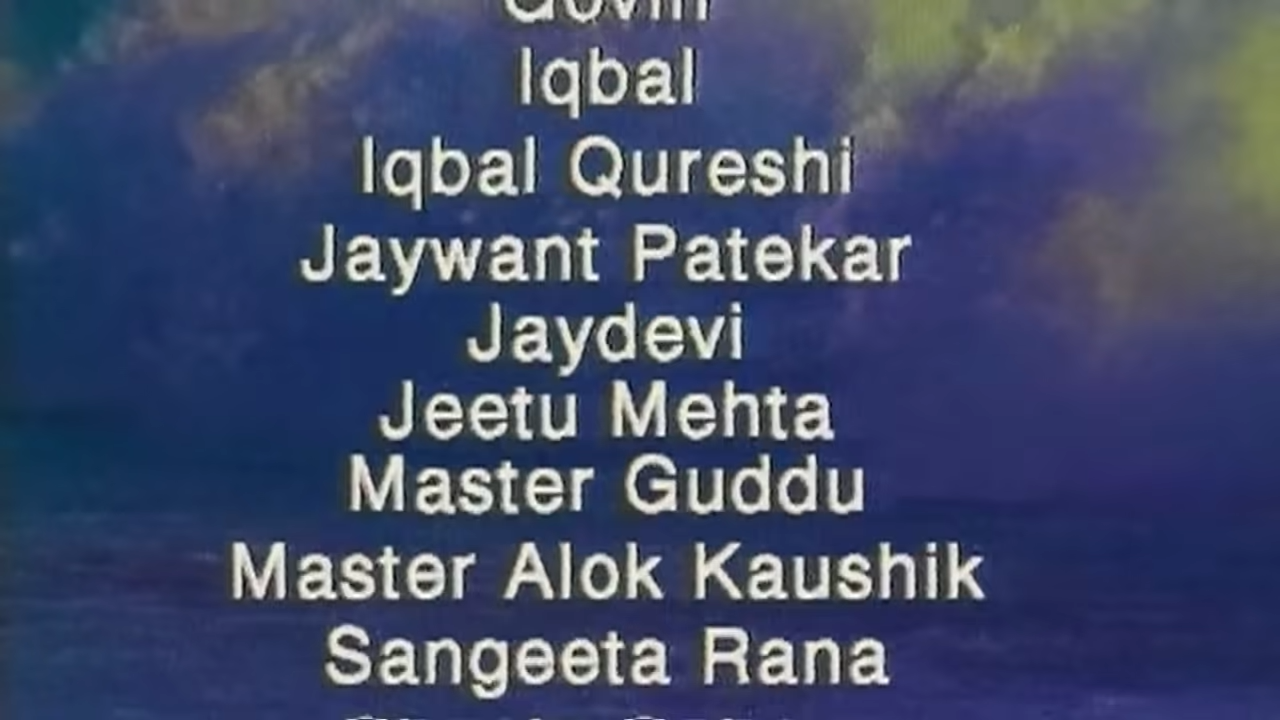 Iqbal
Iqbal Qureshi
Jaywant Patekar
Jaydevi
Jeetu Mehta
Master Guddu
Master Alok Kaushik
Sangeeta Rana